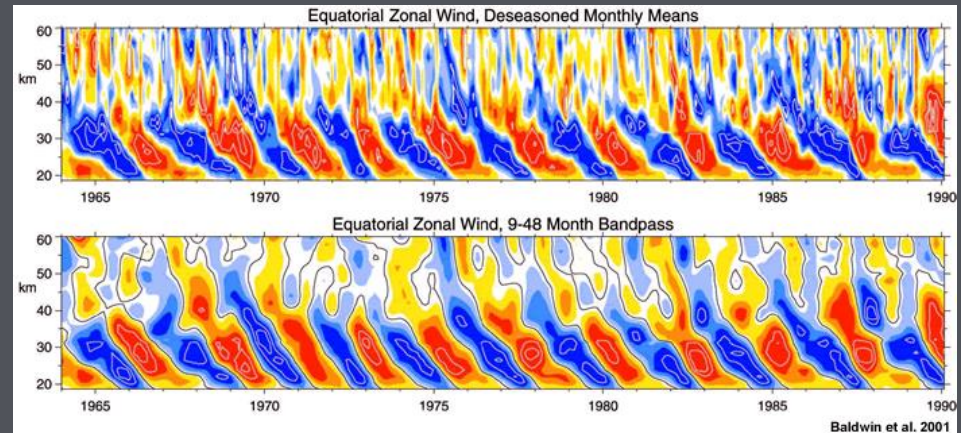 Equatorial Zonal Wind, Deseasoned Monthly Means
60
50
km
40
30
20
1965 1970 1975 1980 1985 1990
Equatorial Zonal Wind, 9-48 Month Bandpass
60
50
km
40
30
20
1965 1970 1975 1980 1985 1990
Baldwin et al. 2001